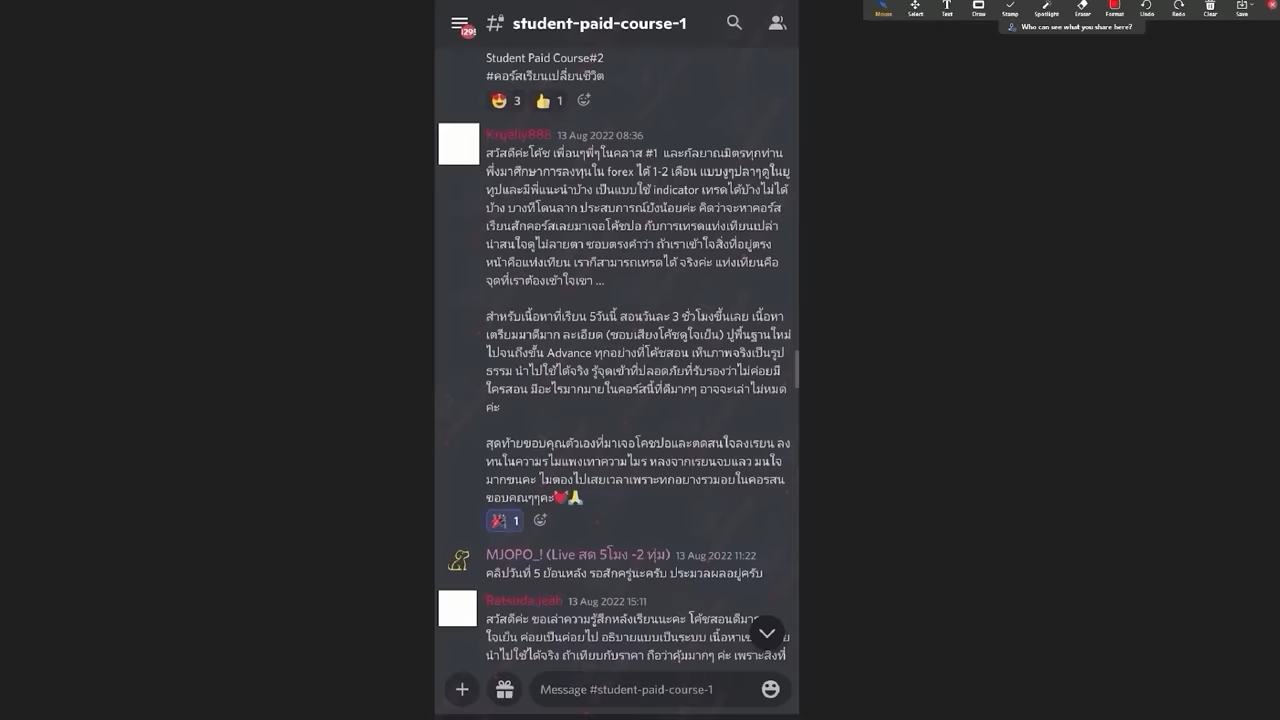 Mouse Select Text Draw Stamp Spotlight Eraser Format Undo Redo Clear Save
Who can see what you share here?
# student-paid-course-1
Student Paid Course#2
#คอร์สเรียนเปลี่ยนชีวิต
3 1
13 Aug 2022 08:36
สวัสดีค่ะโค้ช เพื่อนๆพี่ๆในคลาส #1 และกัลยาณมิตรทุกท่าน
พึ่งมาศึกษาการลงทุนใน forex ได้ 1-2 เดือน แบบงูๆปลาๆดูในยู
ทูปและมีพี่แนะนำบ้าง เป็นแบบใช้ indicator เทรดได้บ้างไม่ได้
บ้าง บางทีโดนลาก ประสบการณ์ยังน้อยค่ะ คิดว่าจะหาคอร์ส
เรียนสักคอร์สเลยมาเจอโค้ชปอ กับการเทรดแท่งเทียนเปล่า
น่าสนใจดูไม่ลายตา ชอบตรงคำว่า ถ้าเราเข้าใจสิ่งที่อยู่ตรง
หน้าคือแท่งเทียน เราก็สามารถเทรดได้ จริงค่ะ แท่งเทียนคือ
จุดที่เราต้องเข้าใจเขา ...
สำหรับเนื้อหาที่เรียน 5วันนี้ สอนวันละ 3 ชั่วโมงขึ้นเลย เนื้อหา
เตรียมมาดีมาก ละเอียด (ชอบเสียงโค้ชดูใจเย็น) ปูพื้นฐานใหม่
ไปจนถึงขั้น Advance ทุกอย่างที่โค้ชสอน เห็นภาพจริงเป็นรูป
ธรรม นำไปใช้ได้จริง รู้จุดเข้าที่ปลอดภัยที่รับรองว่าไม่ค่อยมี
ใครสอน มีอะไรมากมายในคอร์สนี้ที่ดีมากๆ อาจจะเล่าไม่หมด
ค่ะ
สุดท้ายขอบคุณตัวเองที่มาเจอโคชปอและตดสนใจลงเรียน ลง
ทนในความรไมแพงเทาความไมร หลงจากเรียนจบแลว มนใจ
มากขนคะ ไมตองไปเสยเวลาเพราะทกอยางรวมอยในคอรสน
ขอบคณๆๆคะ
1
MJOPO_! (Live สด 5โมง -2 ทุ่ม) 13 Aug 2022 11:22
คลิปวันที่ 5 ย้อนหลัง รอสักครู่นะครับ ประมวลผลอยู่ครับ
13 Aug 2022 15:11
สวัสดีค่ะ ขอเล่าความรู้สึกหลังเรียนนะคะ โค้ชสอนดีมาก
ใจเย็น ค่อยเป็นค่อยไป อธิบายแบบเป็นระบบ
นำไปใช้ได้จริง ถ้าเทียบกับราคา ถือว่าคุ้มมากๆ ค่ะ เพราะสิ่งที่
Message #student-paid-course-1